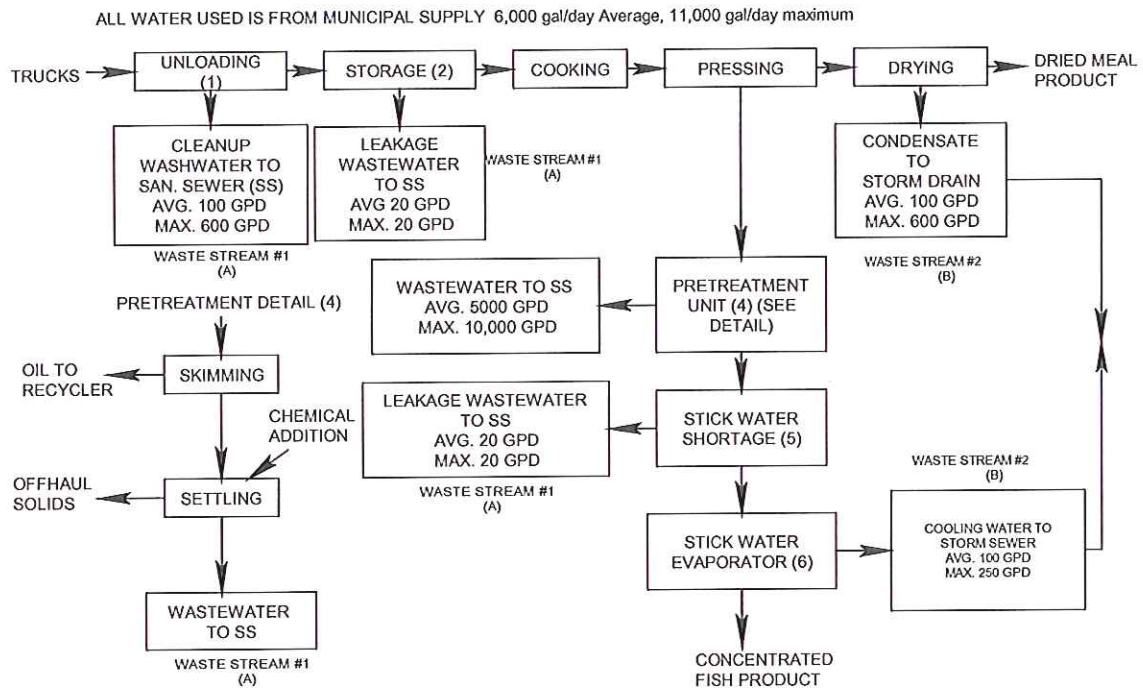 ALL WATER USED IS FROM MUNICIPAL SUPPLY 6,000 gal/day Average, 11,000 gal/day maximum
TRUCKS
UNLOADING
(1)
STORAGE (2)
COOKING
PRESSING
DRYING
DRIED MEAL
PRODUCT
CLEANUP
WASHWATER TO
SAN. SEWER (SS)
AVG. 100 GPD
MAX. 600 GPD
WASTE STREAM #1
(A)
LEAKAGE
WASTEWATER
TO SS
AVG 20 GPD
MAX. 20 GPD
WASTE STREAM #1
(A)
CONDENSATE
TO
STORM DRAIN
AVG. 100 GPD
MAX. 600 GPD
WASTE STREAM #2
(B)
WASTEWATER TO SS
AVG. 5000 GPD
MAX. 10,000 GPD
PRETREATMENT
UNIT (4) (SEE
DETAIL)
PRETREATMENT DETAIL (4)
SKIMMING
OIL TO
RECYCLER
CHEMICAL
ADDITION
SETTLING
OFFHAUL
SOLIDS
WASTEWATER
TO SS
WASTE STREAM #1
(A)
LEAKAGE WASTEWATER
TO SS
AVG. 20 GPD
MAX. 20 GPD
WASTE STREAM #1
(A)
STICK WATER
SHORTAGE (5)
STICK WATER
EVAPORATOR (6)
WASTE STREAM #2
(B)
COOLING WATER TO
STORM SEWER
AVG. 100 GPD
MAX. 250 GPD
CONCENTRATED
FISH PRODUCT